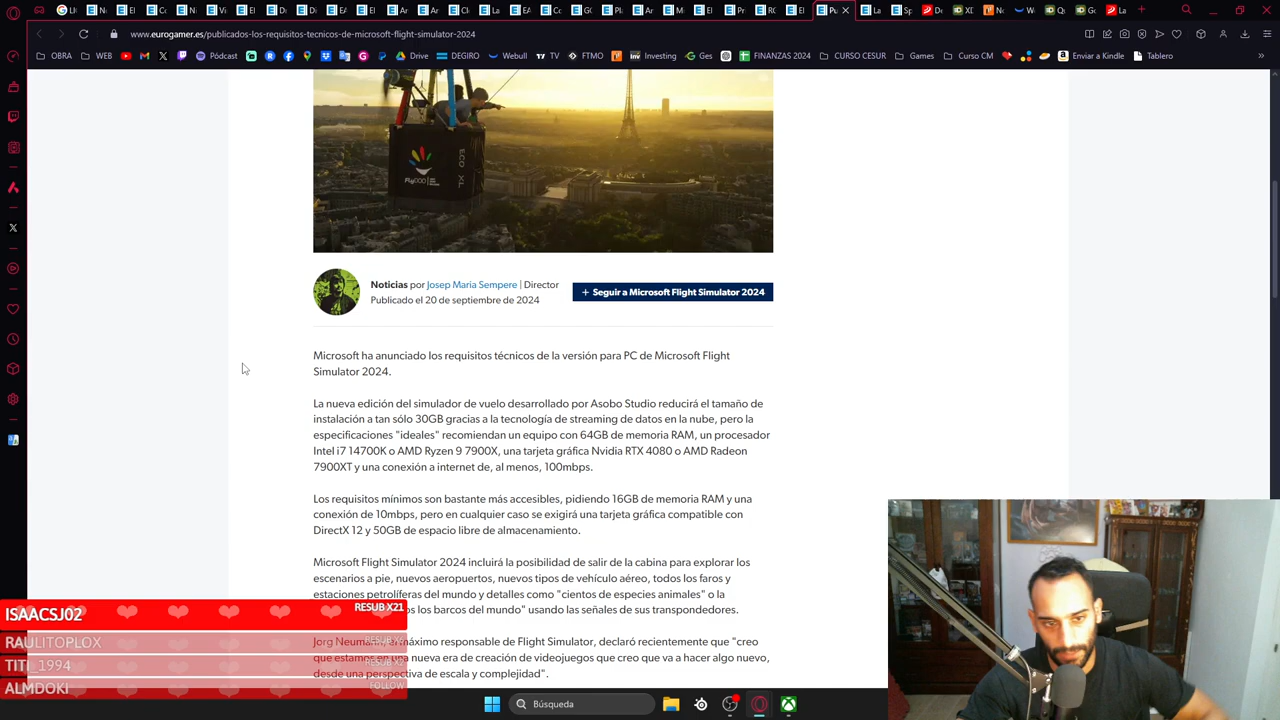 www.eurogamer.es/publicados-los-requisitos-tecnicos-de-microsoft-flight-simulator-2024
OBRA
WEB
Pódcast
Drive
DEGIRO
Webull
TV
FTMO
Investing
Ges
FINANZAS 2024
CURSO CESUR
Games
Curso CM
Enviar a Kindle
Tablero
ECO XL
Noticias por Josep Maria Sempere | Director
Publicado el 20 de septiembre de 2024
+ Seguir a Microsoft Flight Simulator 2024
Microsoft ha anunciado los requisitos técnicos de la versión para PC de Microsoft Flight
Simulator 2024.
La nueva edición del simulador de vuelo desarrollado por Asobo Studio reducirá el tamaño de
instalación a tan sólo 30GB gracias a la tecnología de streaming de datos en la nube, pero la
especificaciones "ideales" recomiendan un equipo con 64GB de memoria RAM, un procesador
Intel i7 14700K o AMD Ryzen 9 7900X, una tarjeta gráfica Nvidia RTX 4080 o AMD Radeon
7900XT y una conexión a internet de, al menos, 100mbps.
Los requisitos mínimos son bastante más accesibles, pidiendo 16GB de memoria RAM y una
conexión de 10mbps, pero en cualquier caso se exigirá una tarjeta gráfica compatible con
DirectX 12 y 50GB de espacio libre de almacenamiento.
Microsoft Flight Simulator 2024 incluirá la posibilidad de salir de la cabina para explorar los
escenarios a pie, nuevos aeropuertos, nuevos tipos de vehículo aéreo, todos los faros y
estaciones petrolíferas del mundo y detalles como "cientos de especies animales" o la
los barcos del mundo" usando las señales de sus transpondedores.
Jorg Neumann, máximo responsable de Flight Simulator, declaró recientemente que "creo
que estamos en una nueva era de creación de videojuegos que creo que va a hacer algo nuevo,
desde una perspectiva de escala y complejidad".
ISAACSJ02
RESUB X21
RAULITOPLOX
TITI_1994
RESUB X2
ALMDOKI
FOLLOW
Búsqueda